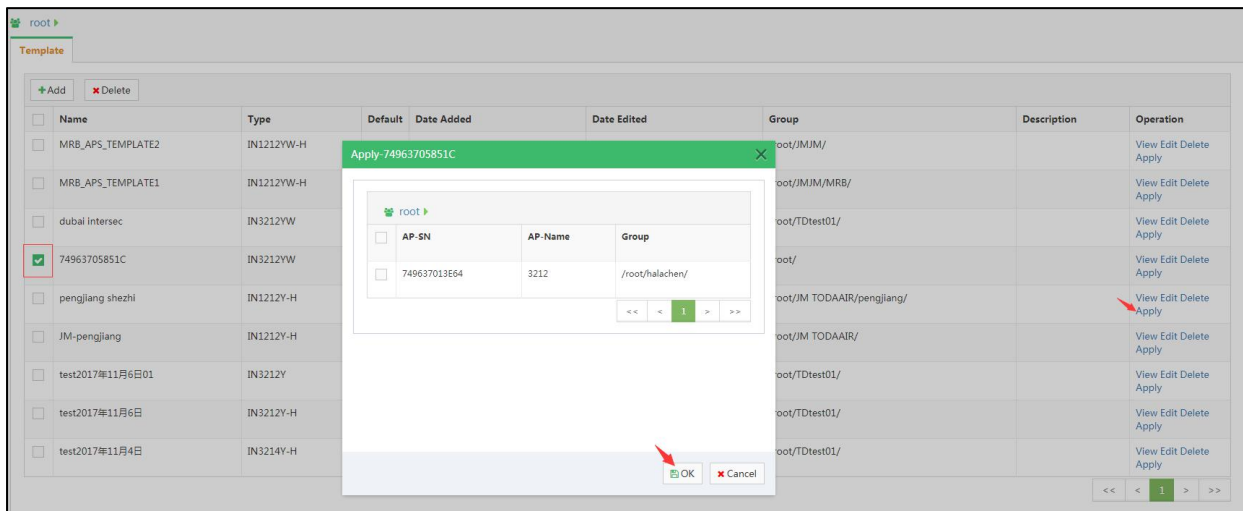 root
Template
Add Delete
Name Type Default Date Added Date Edited Group Description Operation
MRB_APS_TEMPLATE2 IN1212YW-H root/JMJM/ View Edit Delete
Apply
MRB_APS_TEMPLATE1 IN1212YW-H root/JMJM/MRB/ View Edit Delete
Apply
dubai intersec IN3212YW root/TDtest01/ View Edit Delete
Apply
74963705851C IN3212YW root/ View Edit Delete
Apply
pengjiang shezhi IN1212Y-H root/JM TODAAIR/pengjiang/ View Edit Delete
Apply
JM-pengjiang IN1212Y-H root/JM TODAAIR/ View Edit Delete
Apply
test2017年11月6日01 IN3212Y root/TDtest01/ View Edit Delete
Apply
test2017年11月6日 IN3212Y-H root/TDtest01/ View Edit Delete
Apply
test2017年11月4日 IN3214Y-H root/TDtest01/ View Edit Delete
Apply
<< < 1 > >>
Apply-74963705851C
root
AP-SN AP-Name Group
749637013E64 3212 /root/halachen/
<< < 1 > >>
OK Cancel